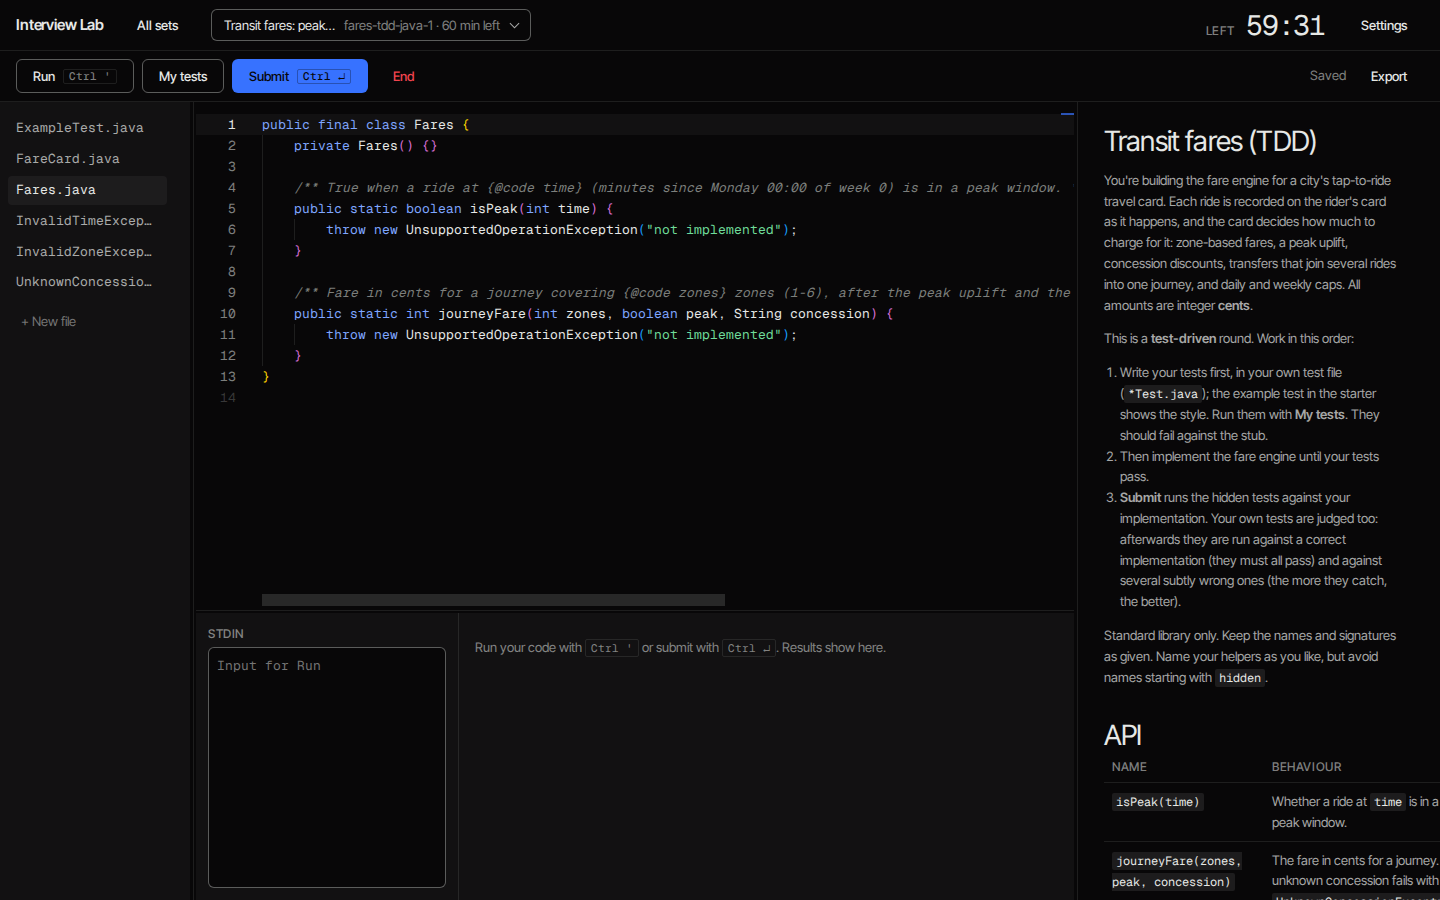 Interview Lab
All sets
Transit fares: peak... fares-tdd-java-1 · 60 min left
LEFT 59:31
Settings
Run Ctrl '
My tests
Submit Ctrl ↵
End
Saved
Export
ExampleTest.java
FareCard.java
Fares.java
InvalidTimeExcep…
InvalidZoneExcep…
UnknownConcessio…
+ New file
1 public final class Fares {
2 private Fares() {}
3
4 /** True when a ride at {@code time} (minutes since Monday 00:00 of week 0) is in a peak window.
5 public static boolean isPeak(int time) {
6 throw new UnsupportedOperationException("not implemented");
7 }
8
9 /** Fare in cents for a journey covering {@code zones} zones (1-6), after the peak uplift and the
10 public static int journeyFare(int zones, boolean peak, String concession) {
11 throw new UnsupportedOperationException("not implemented");
12 }
13 }
14
STDIN
Input for Run
Run your code with Ctrl ' or submit with Ctrl ↵. Results show here.
Transit fares (TDD)
You're building the fare engine for a city's tap-to-ride
travel card. Each ride is recorded on the rider's card
as it happens, and the card decides how much to
charge for it: zone-based fares, a peak uplift,
concession discounts, transfers that join several rides
into one journey, and daily and weekly caps. All
amounts are integer cents.
This is a test-driven round. Work in this order:
1. Write your tests first, in your own test file
(*Test.java); the example test in the starter
shows the style. Run them with My tests. They
should fail against the stub.
2. Then implement the fare engine until your tests
pass.
3. Submit runs the hidden tests against your
implementation. Your own tests are judged too:
afterwards they are run against a correct
implementation (they must all pass) and against
several subtly wrong ones (the more they catch,
the better).
Standard library only. Keep the names and signatures
as given. Name your helpers as you like, but avoid
names starting with hidden.
API
NAME BEHAVIOUR
isPeak(time) Whether a ride at time is in a
peak window.
journeyFare(zones, The fare in cents for a journey.
peak, concession) unknown concession fails with